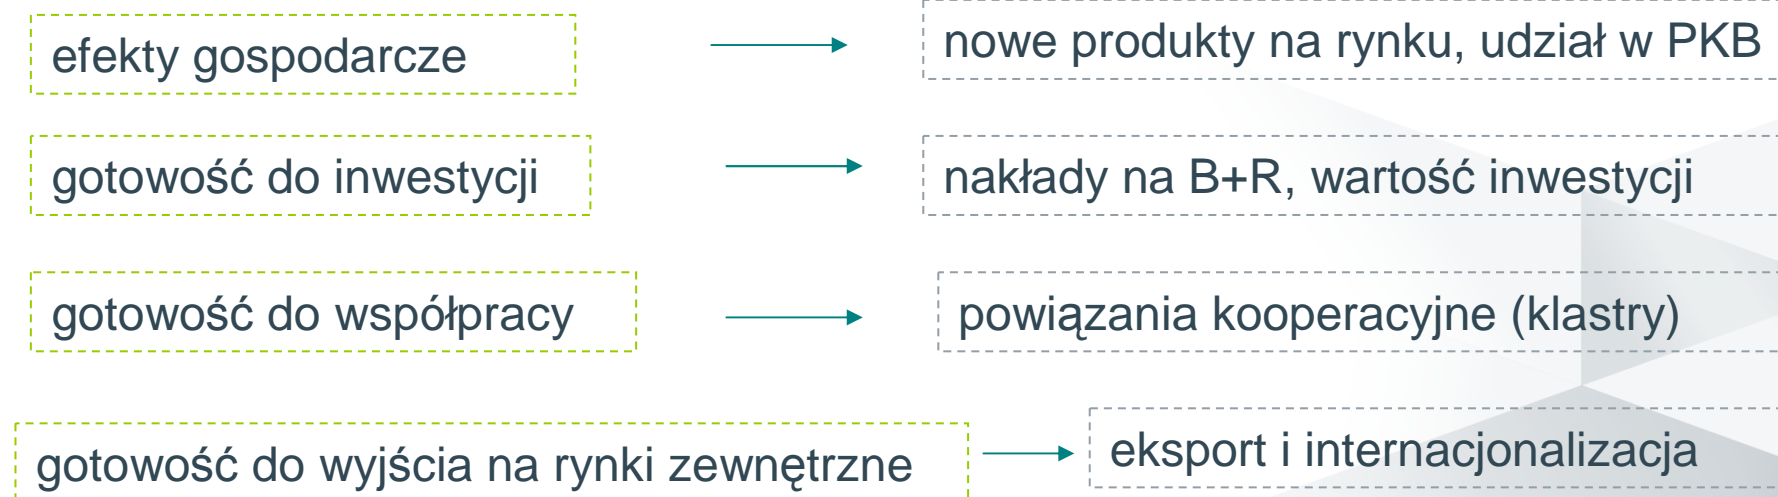 efekty gospodarcze
nowe produkty na rynku, udział w PKB
gotowość do inwestycji
nakłady na B+R, wartość inwestycji
gotowość do współpracy
powiązania kooperacyjne (klastry)
gotowość do wyjścia na rynki zewnętrzne
eksport i internacjonalizacja